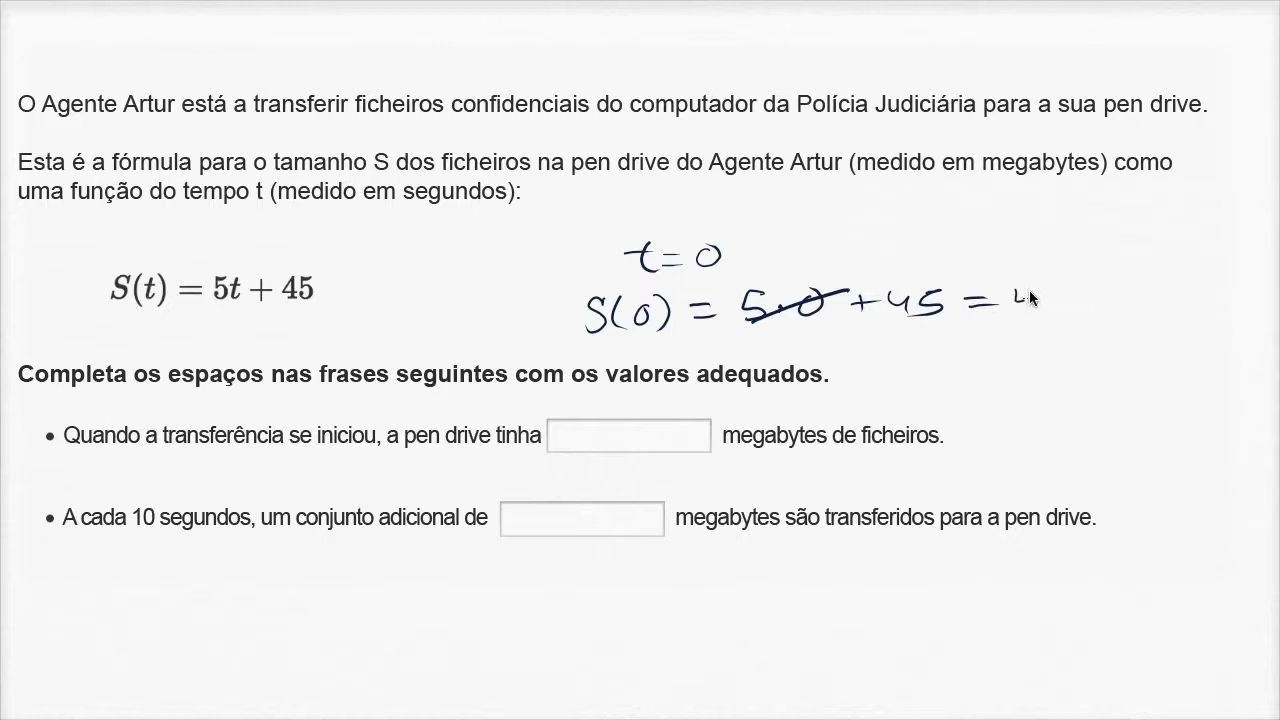 O Agente Artur está a transferir ficheiros confidenciais do computador da Polícia Judiciária para a sua pen drive.
Esta é a fórmula para o tamanho S dos ficheiros na pen drive do Agente Artur (medido em megabytes) como
uma função do tempo t (medido em segundos):
t = 0
S(t) = 5t + 45
S(0) = 5·0 + 45 = 4
Completa os espaços nas frases seguintes com os valores adequados.
• Quando a transferência se iniciou, a pen drive tinha megabytes de ficheiros.
• A cada 10 segundos, um conjunto adicional de megabytes são transferidos para a pen drive.